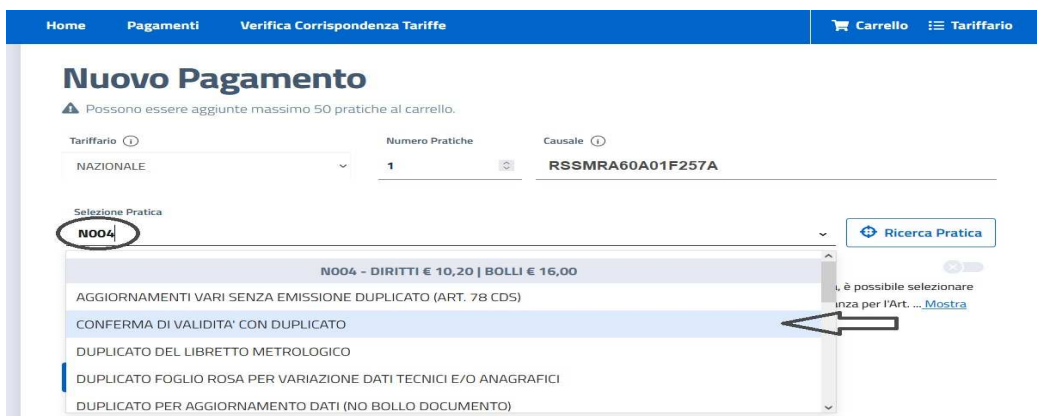 Home Pagamenti Verifica Corrispondenza Tariffe Carrello Tariffario
Nuovo Pagamento
Possono essere aggiunte massimo 50 pratiche al carrello.
Tariffario Numero Pratiche Causale
NAZIONALE 1 RSSMRA60A01F257A
Selezione Pratica
N004 Ricerca Pratica
N004 - DIRITTI € 10,20 | BOLLI € 16,00
AGGIORNAMENTI VARI SENZA EMISSIONE DUPLICATO (ART. 78 CDS)
, è possibile selezionare
CONFERMA DI VALIDITA' CON DUPLICATO
per l'Art. ... Mostra
DUPLICATO DEL LIBRETTO METROLOGICO
DUPLICATO FOGLIO ROSA PER VARIAZIONE DATI TECNICI E/O ANAGRAFICI
DUPLICATO PER AGGIORNAMENTO DATI (NO BOLLO DOCUMENTO)